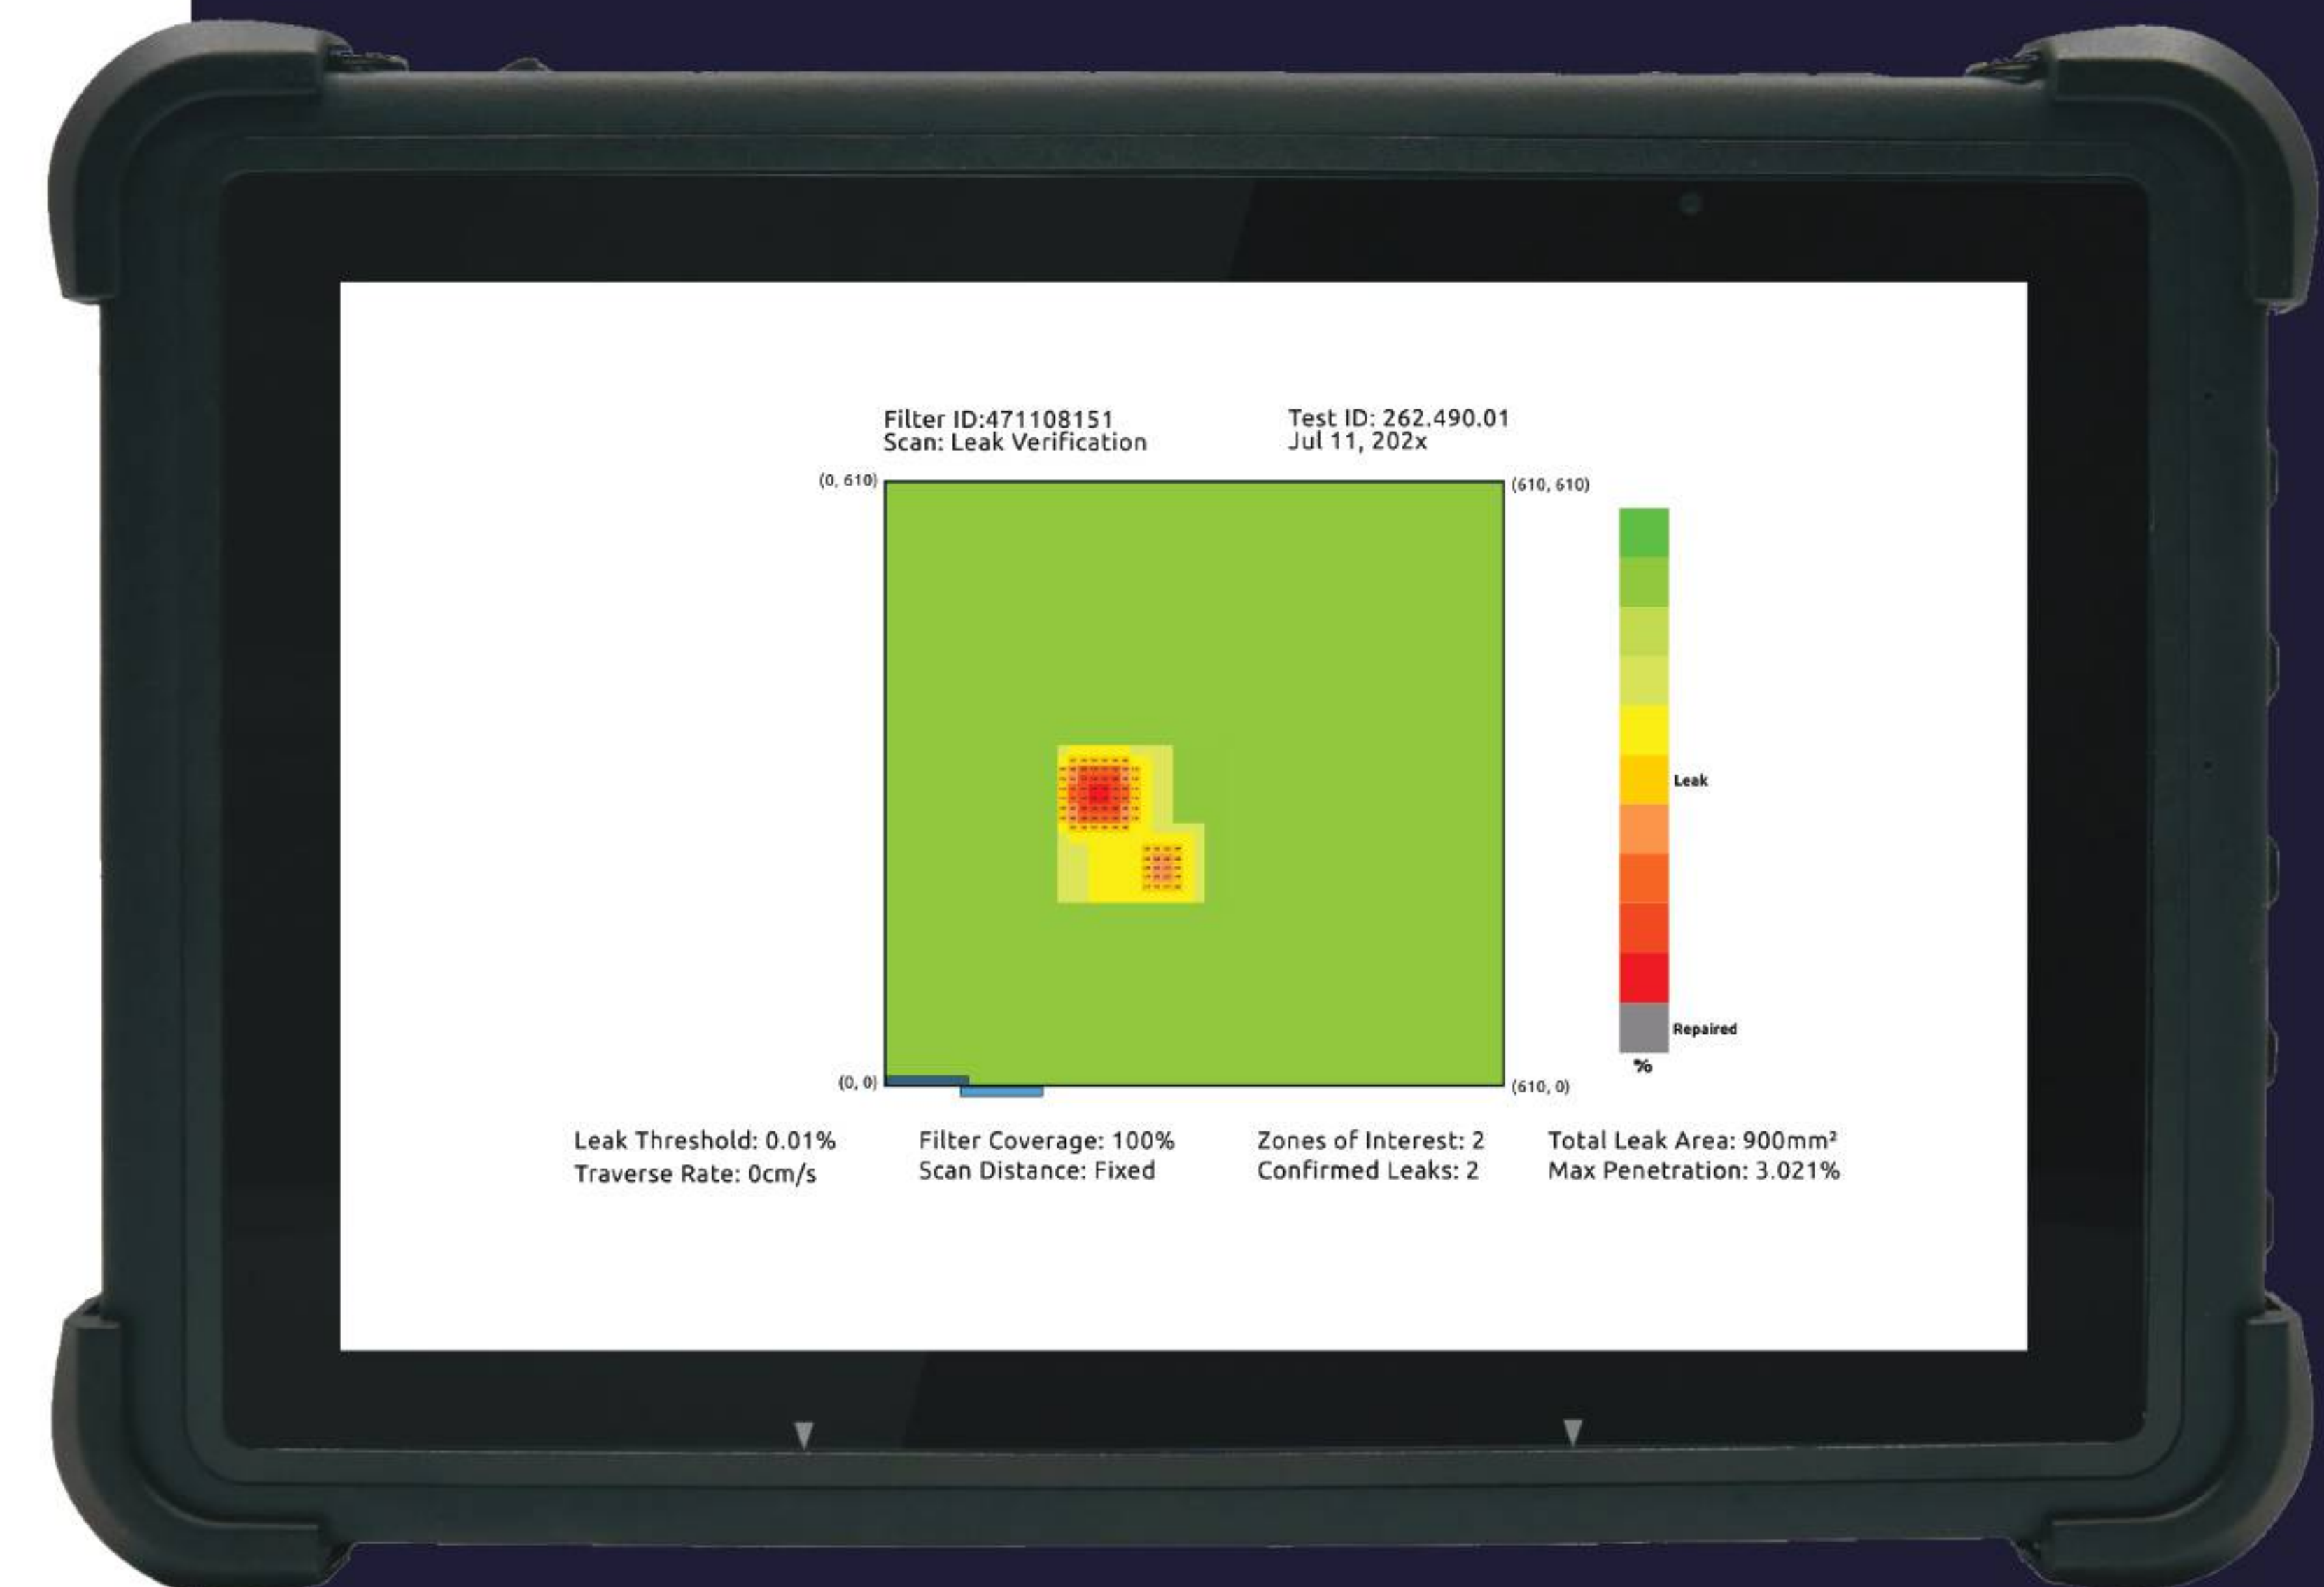 Filter ID:471108151
Scan: Leak Verification
Test ID: 262.490.01
Jul 11, 202x
(0, 610)
(610, 610)
Leak
Repaired
%
(0, 0)
(610, 0)
Leak Threshold: 0.01%
Traverse Rate: 0cm/s
Filter Coverage: 100%
Scan Distance: Fixed
Zones of Interest: 2
Confirmed Leaks: 2
Total Leak Area: 900mm²
Max Penetration: 3.021%